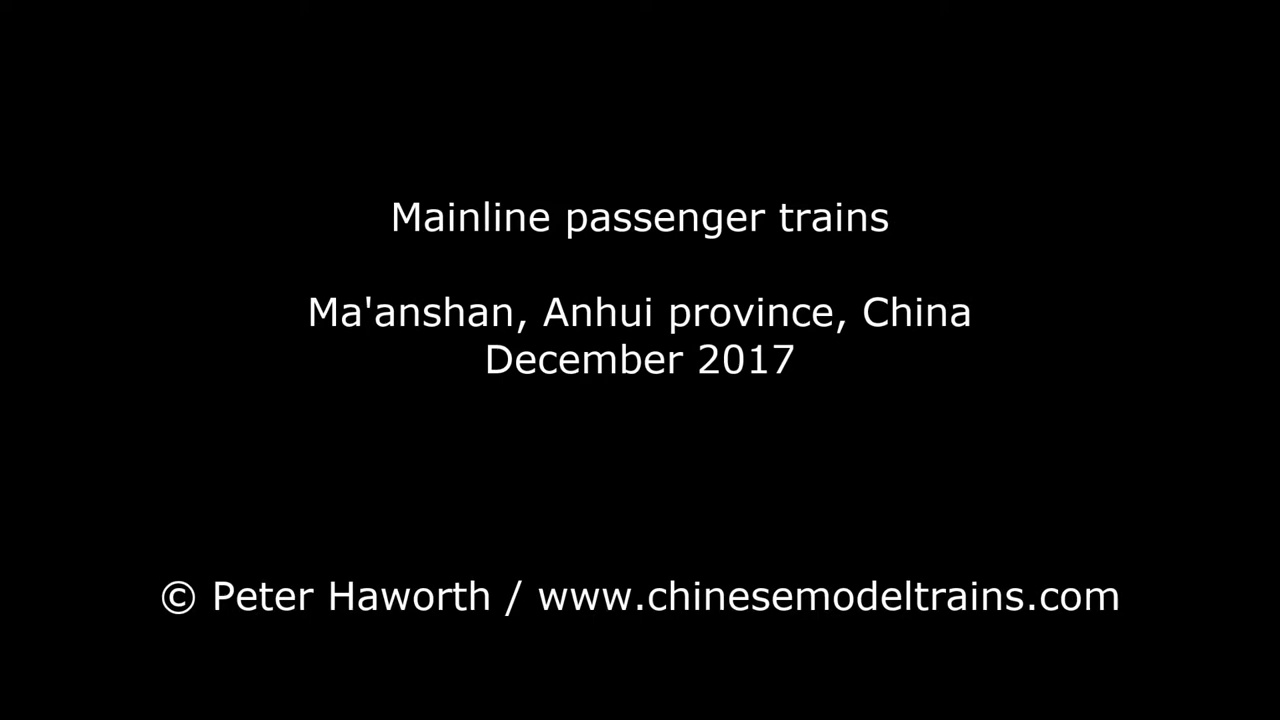 Mainline passenger trains
Ma'anshan, Anhui province, China
December 2017
© Peter Haworth / www.chinesemodeltrains.com